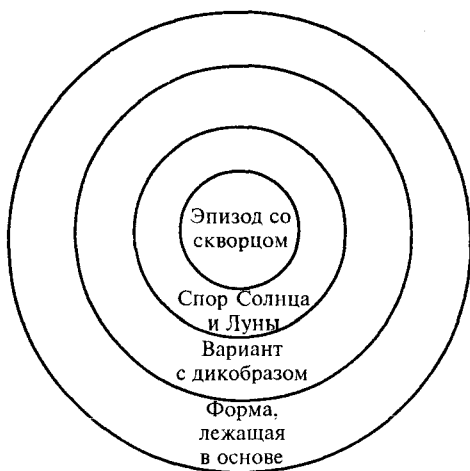 Эпизод со
скворцом
Спор Солнца
и Луны
Вариант
с дикобразом
Форма,
лежащая
в основе